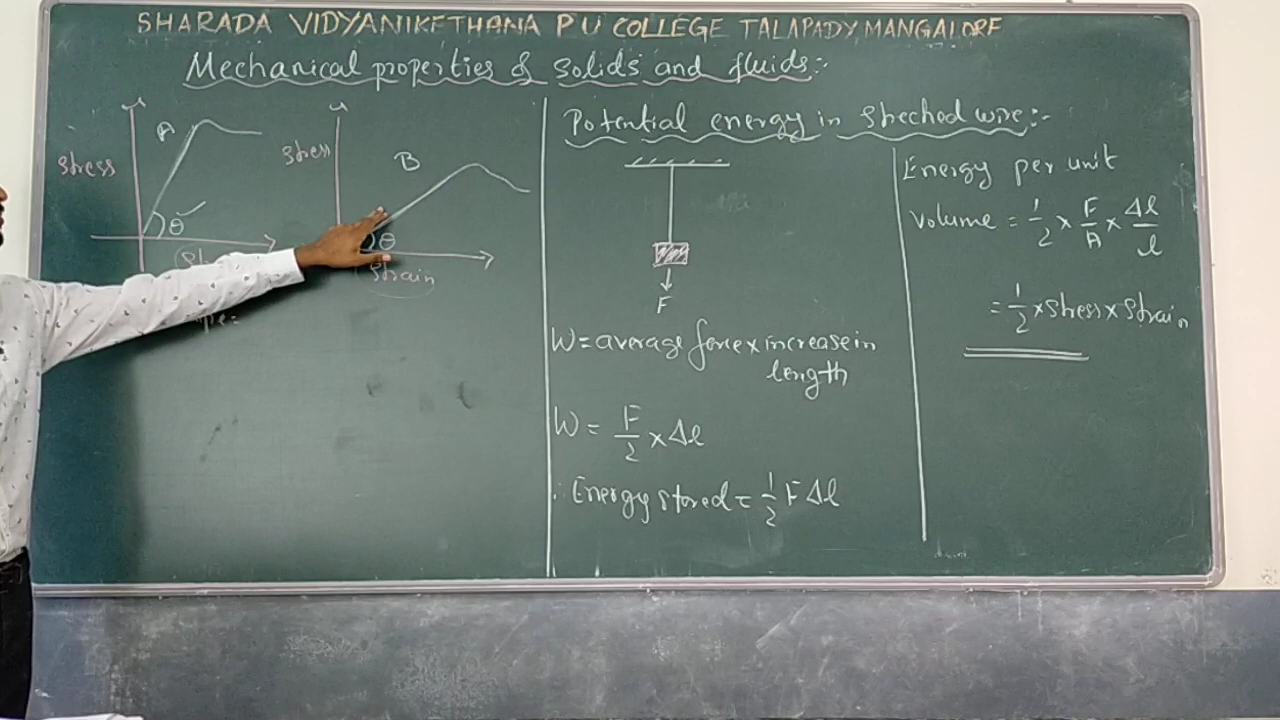 SHARADA VIDYANIKETHANA P U COLLEGE TALAPADY MANGALORE
Mechanical properties of solids and fluids:-
A
stress
θ
B
stress
θ
strain
Potential energy in streched wire:-
F
W = average force × increase in
length
W = F/2 × Δl
∴ Energy stored = 1/2 F Δl
Energy per unit
volume = 1/2 × F/A × Δl/l
= 1/2 × stress × strain